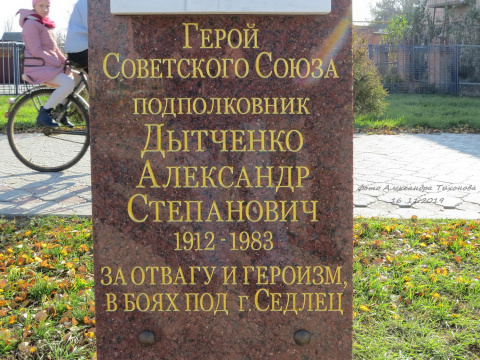 Герой
Советского Союза
подполковник
Дытченко
Александр
Степанович
1912 - 1983
за отвагу и героизм,
в боях под г. Седлец
фото Александра Тихонова
16.11.2019